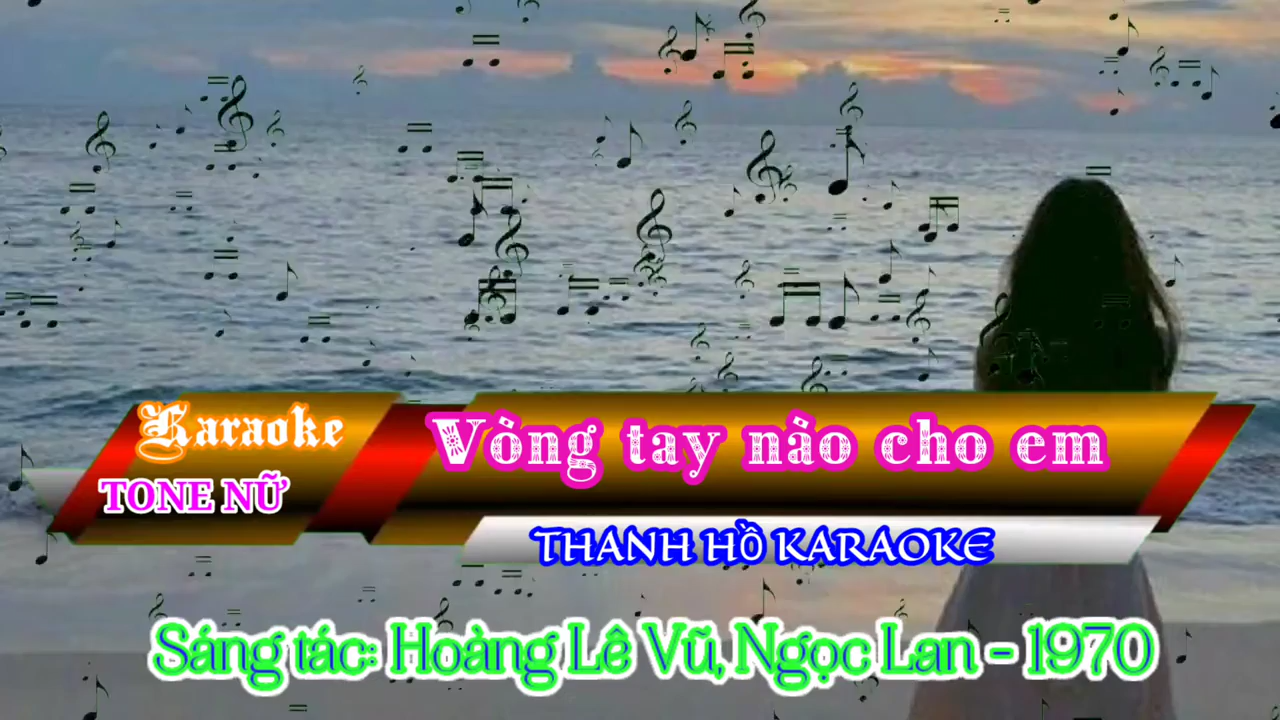 Karaoke
TONE NỮ
Vòng tay nào cho em
THANH HỒ KARAOKE
Sáng tác: Hoàng Lê Vũ, Ngọc Lan - 1970